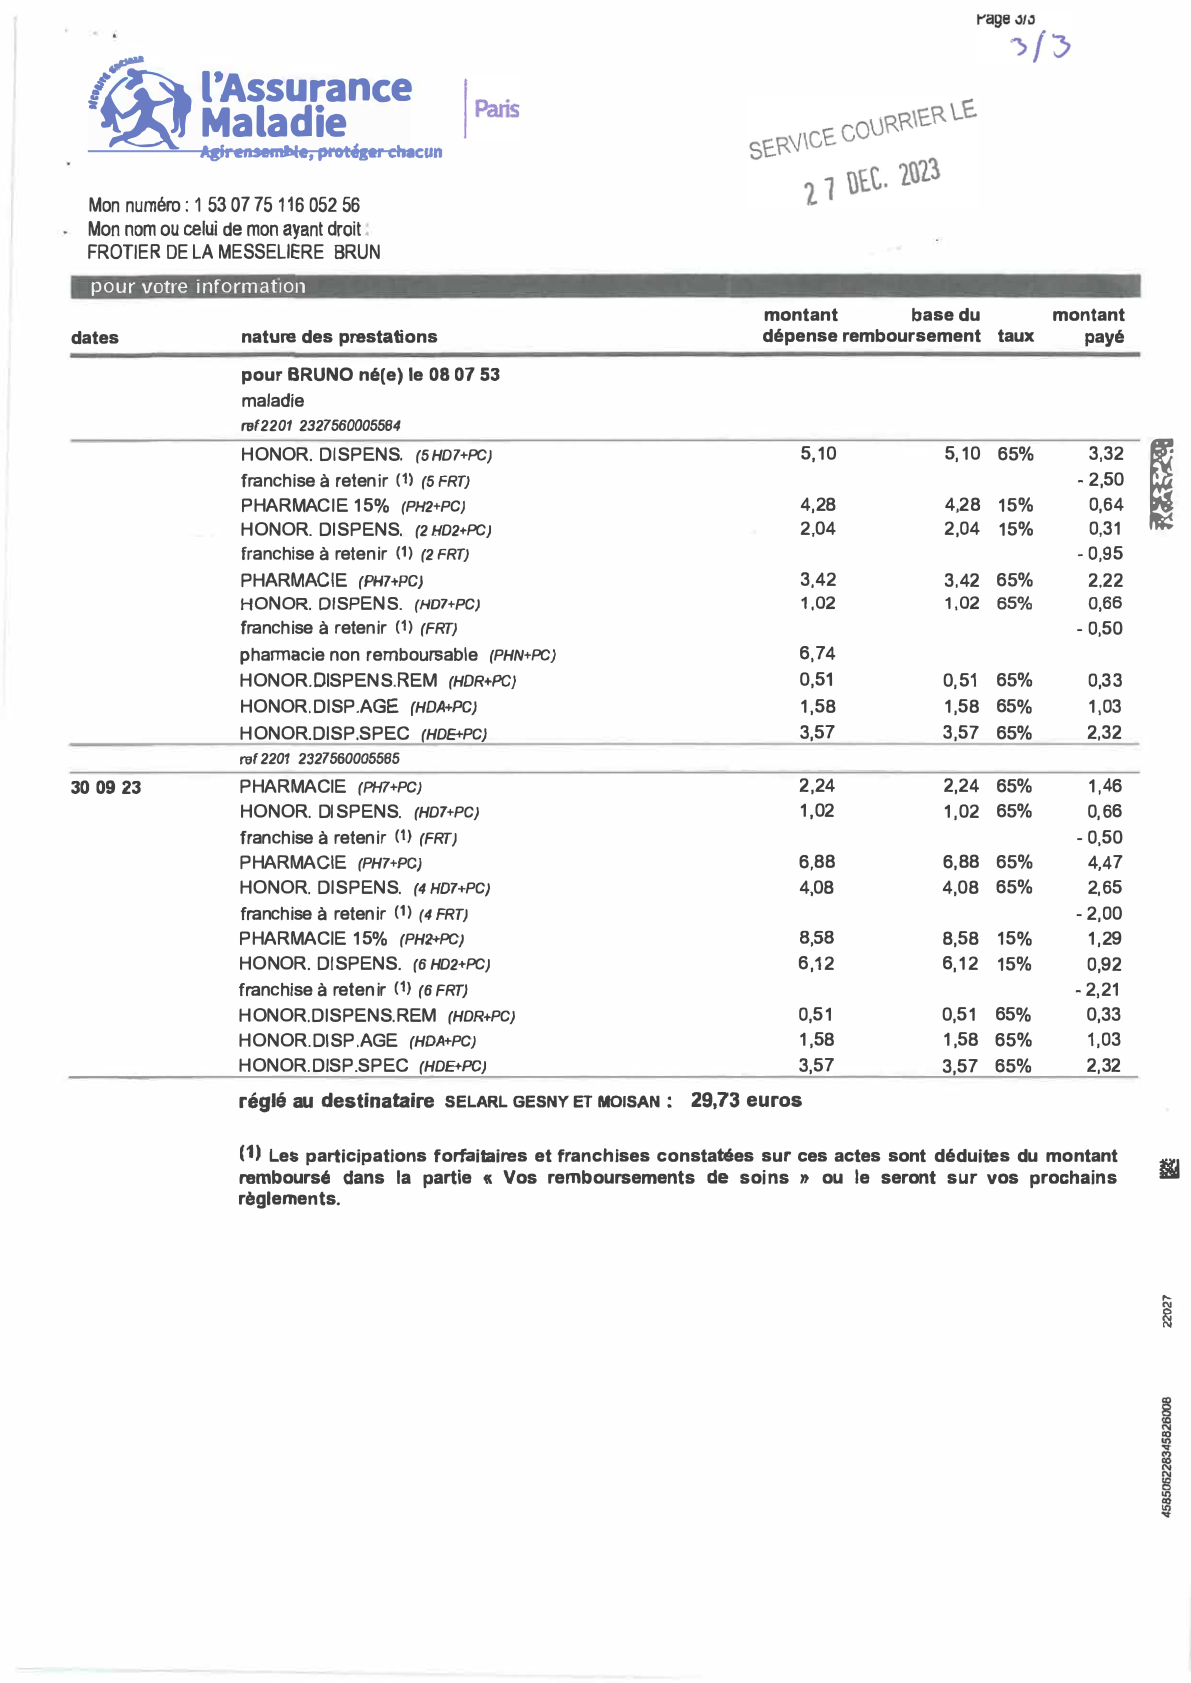 Page 3/3
3/3
SÉCURITÉ SOCIALE
l'Assurance
Maladie
Agir ensemble, protéger chacun
Paris
SERVICE COURRIER LE
27 DEC. 2023
Mon numéro : 1 53 07 75 116 052 56
Mon nom ou celui de mon ayant droit :
FROTIER DE LA MESSELIERE BRUN
pour votre information
dates nature des prestations montant dépense base du remboursement taux montant payé
pour BRUNO né(e) le 08 07 53
maladie
ref 2201 2327560005564
HONOR. DISPENS. (5 HD7+PC) 5,10 5,10 65% 3,32
franchise à retenir (1) (5 FRT) - 2,50
PHARMACIE 15% (PH2+PC) 4,28 4,28 15% 0,64
HONOR. DISPENS. (2 HD2+PC) 2,04 2,04 15% 0,31
franchise à retenir (1) (2 FRT) - 0,95
PHARMACIE (PH7+PC) 3,42 3,42 65% 2,22
HONOR. DISPENS. (HD7+PC) 1,02 1,02 65% 0,66
franchise à retenir (1) (FRT) - 0,50
pharmacie non remboursable (PHN+PC) 6,74
HONOR.DISPENS.REM (HDR+PC) 0,51 0,51 65% 0,33
HONOR.DISP.AGE (HDA+PC) 1,58 1,58 65% 1,03
HONOR.DISP.SPEC (HDE+PC) 3,57 3,57 65% 2,32
ref 2201 2327560005565
30 09 23 PHARMACIE (PH7+PC) 2,24 2,24 65% 1,46
HONOR. DISPENS. (HD7+PC) 1,02 1,02 65% 0,66
franchise à retenir (1) (FRT) - 0,50
PHARMACIE (PH7+PC) 6,88 6,88 65% 4,47
HONOR. DISPENS. (4 HD7+PC) 4,08 4,08 65% 2,65
franchise à retenir (1) (4 FRT) - 2,00
PHARMACIE 15% (PH2+PC) 8,58 8,58 15% 1,29
HONOR. DISPENS. (6 HD2+PC) 6,12 6,12 15% 0,92
franchise à retenir (1) (6 FRT) - 2,21
HONOR.DISPENS.REM (HDR+PC) 0,51 0,51 65% 0,33
HONOR.DISP.AGE (HDA+PC) 1,58 1,58 65% 1,03
HONOR.DISP.SPEC (HDE+PC) 3,57 3,57 65% 2,32
réglé au destinataire SELARL GESNY ET MOISAN : 29,73 euros
(1) Les participations forfaitaires et franchises constatées sur ces actes sont déduites du montant
remboursé dans la partie « Vos remboursements de soins » ou le seront sur vos prochains
règlements.
22027
458506228345826008